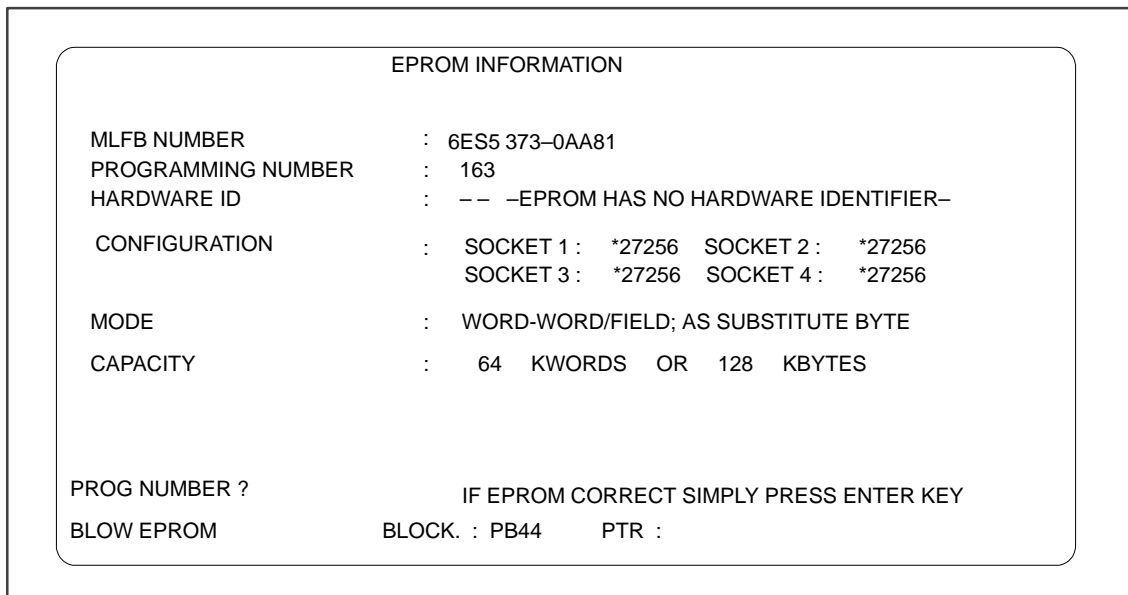 EPROM INFORMATION
MLFB NUMBER : 6ES5 373–0AA81
PROGRAMMING NUMBER : 163
HARDWARE ID : – – –EPROM HAS NO HARDWARE IDENTIFIER–
CONFIGURATION : SOCKET 1 : *27256 SOCKET 2 : *27256
SOCKET 3 : *27256 SOCKET 4 : *27256
MODE : WORD-WORD/FIELD; AS SUBSTITUTE BYTE
CAPACITY : 64 KWORDS OR 128 KBYTES
PROG NUMBER ? IF EPROM CORRECT SIMPLY PRESS ENTER KEY
BLOW EPROM BLOCK. : PB44 PTR :